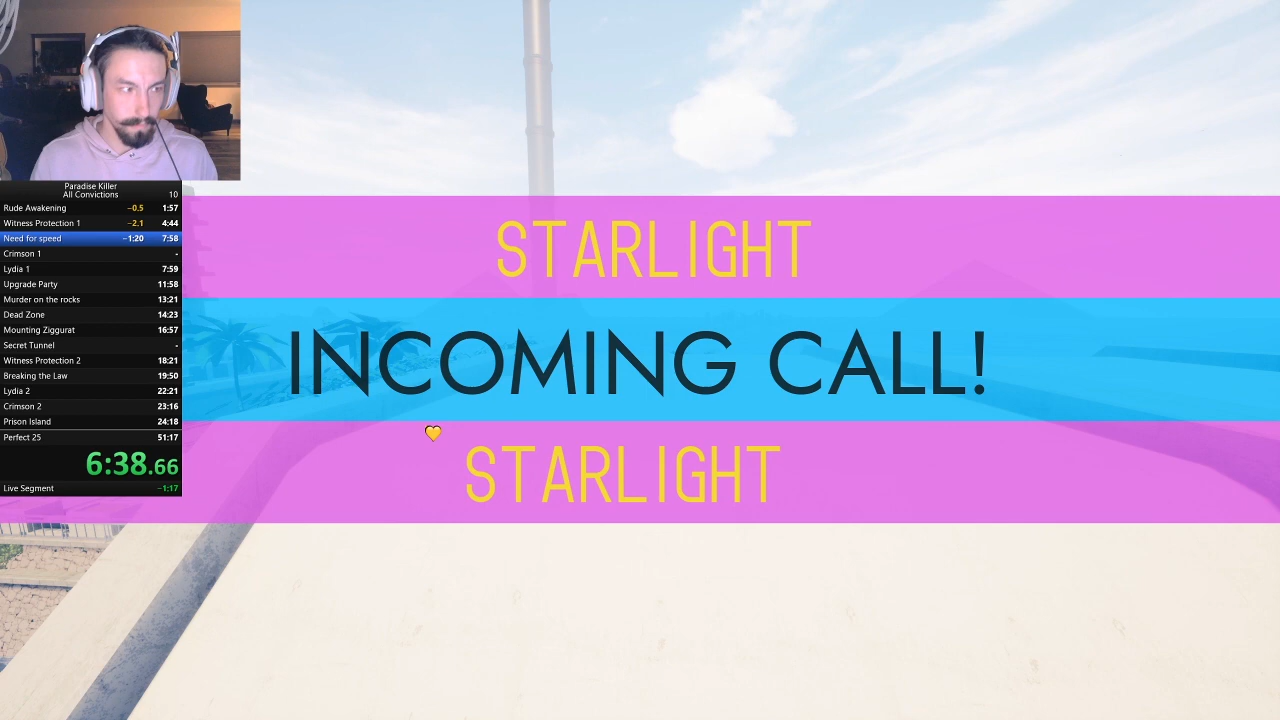 Paradise Killer
All Convictions 10
Rude Awakening −0.5 1:57
Witness Protection 1 −2.1 4:44
Need for speed −1:20 7:58
Crimson 1 -
Lydia 1 7:59
Upgrade Party 11:58
Murder on the rocks 13:21
Dead Zone 14:23
Mounting Ziggurat 16:57
Secret Tunnel -
Witness Protection 2 18:21
Breaking the Law 19:50
Lydia 2 22:21
Crimson 2 23:16
Prison Island 24:18
Perfect 25 51:17
6:38.66
Live Segment −1:17
STARLIGHT
INCOMING CALL!
STARLIGHT